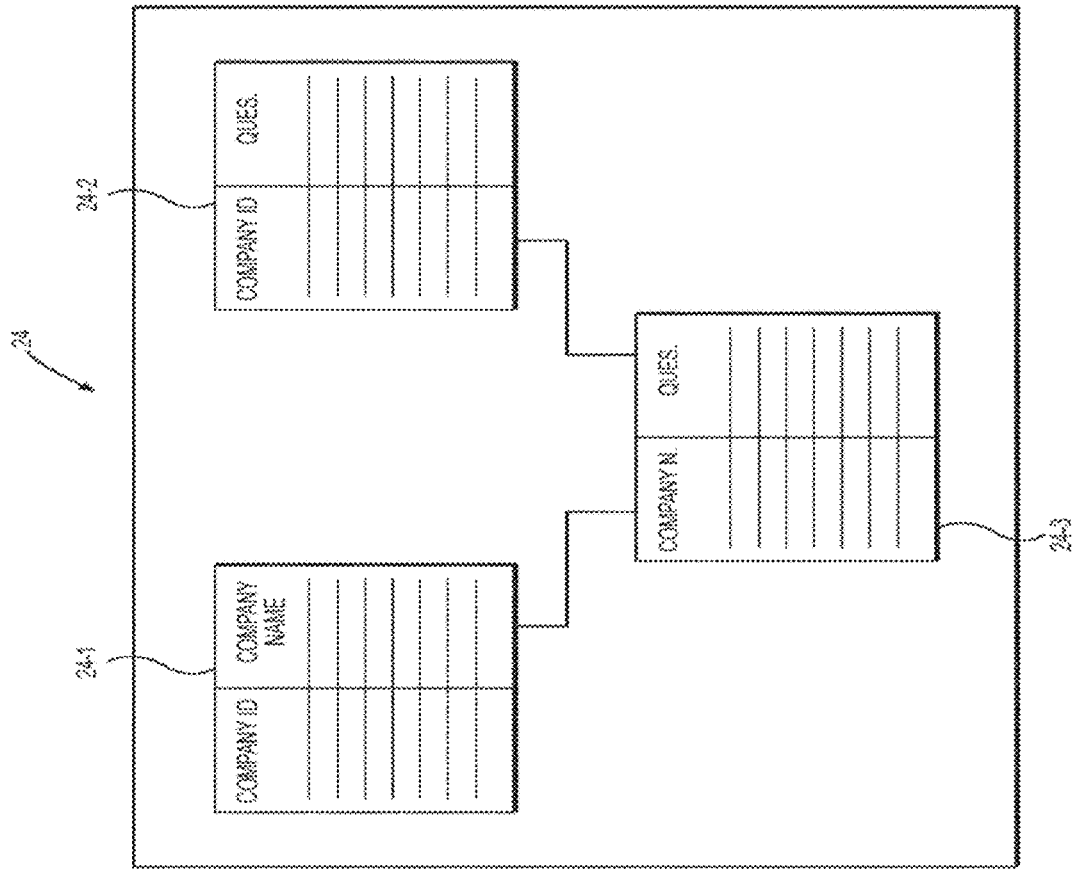 24
24-1
COMPANY ID
COMPANY
NAME
24-2
COMPANY ID
QUES.
COMPANY N.
QUES.
24-3